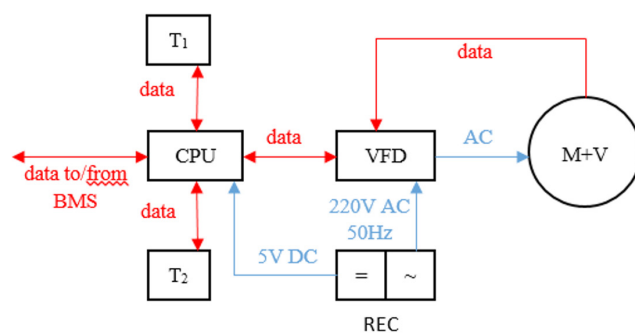 T1
data
data
data
AC
CPU
VFD
M+V
data to/from
BMS
data
220V AC
50Hz
5V DC
T2
=
~
REC